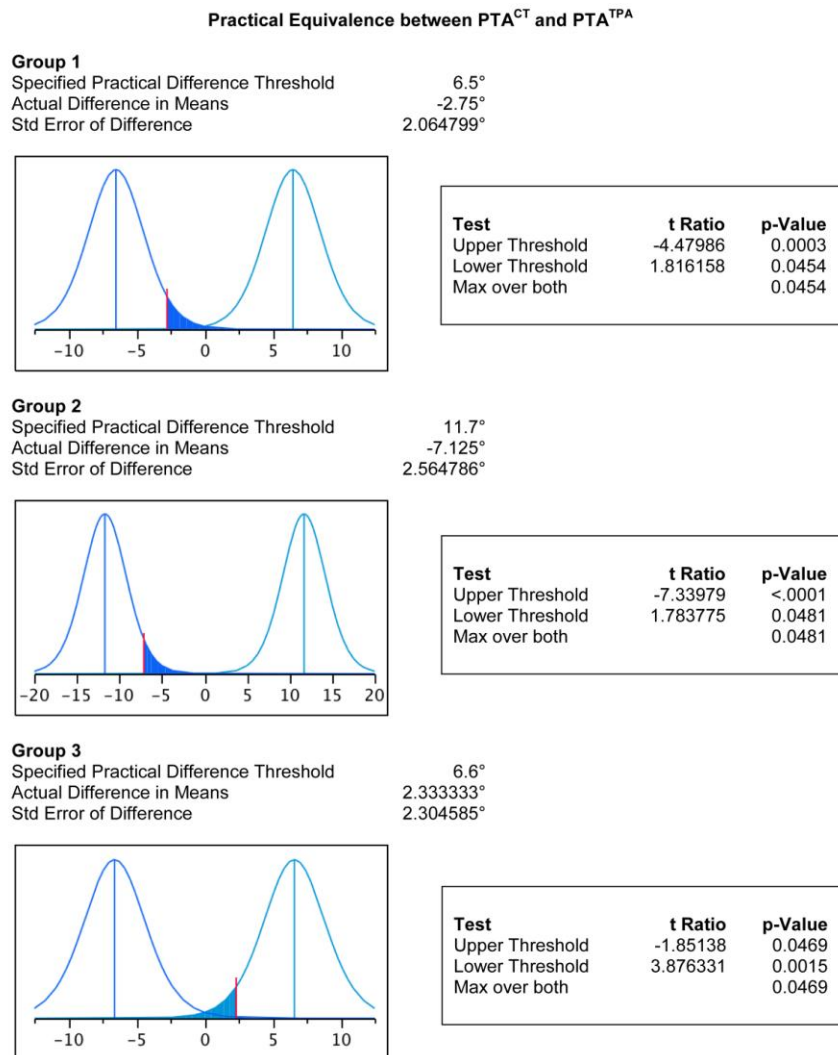 Practical Equivalence between PTA^CT and PTA^TPA
Group 1
Specified Practical Difference Threshold 6.5°
Actual Difference in Means -2.75°
Std Error of Difference 2.064799°
Test t Ratio p-Value
Upper Threshold -4.47986 0.0003
Lower Threshold 1.816158 0.0454
Max over both 0.0454
-10 -5 0 5 10
Group 2
Specified Practical Difference Threshold 11.7°
Actual Difference in Means -7.125°
Std Error of Difference 2.564786°
Test t Ratio p-Value
Upper Threshold -7.33979 <.0001
Lower Threshold 1.783775 0.0481
Max over both 0.0481
-20 -15 -10 -5 0 5 10 15 20
Group 3
Specified Practical Difference Threshold 6.6°
Actual Difference in Means 2.333333°
Std Error of Difference 2.304585°
Test t Ratio p-Value
Upper Threshold -1.85138 0.0469
Lower Threshold 3.876331 0.0015
Max over both 0.0469
-10 -5 0 5 10